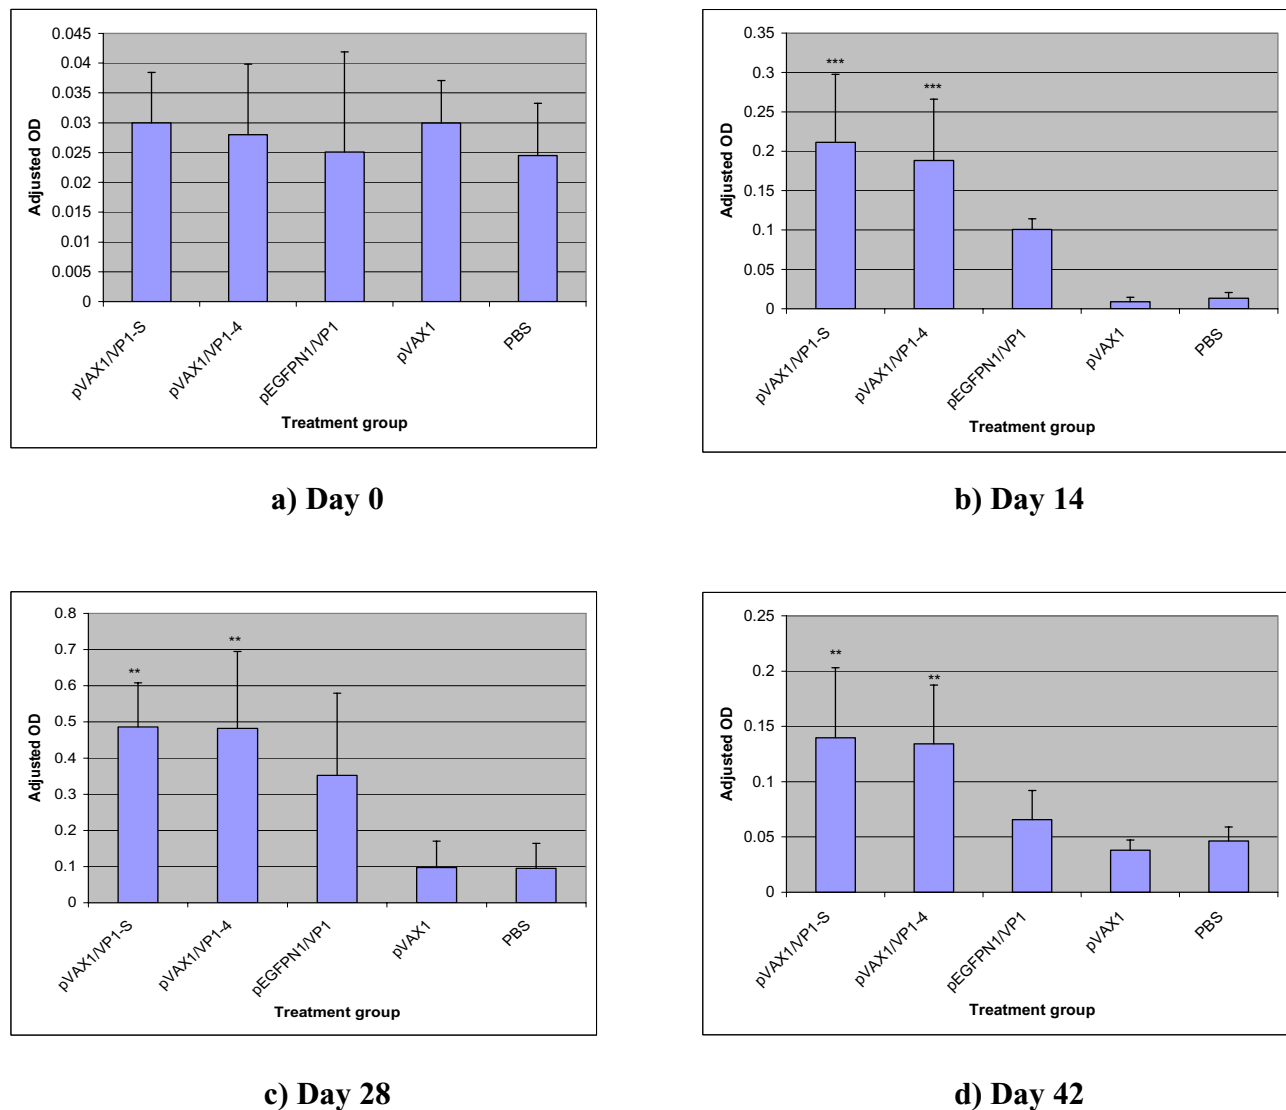 0.045
0.04
0.035
0.03
0.025
0.02
0.015
0.01
0.005
0
Adjusted OD
pVAX1/VP1-S
pVAX1/VP1-4
pEGFPN1/VP1
pVAX1
PBS
Treatment group
a) Day 0
0.35
0.3
0.25
0.2
0.15
0.1
0.05
0
Adjusted OD
***
***
pVAX1/VP1-S
pVAX1/VP1-4
pEGFPN1/VP1
pVAX1
PBS
Treatment group
b) Day 14
0.8
0.7
0.6
0.5
0.4
0.3
0.2
0.1
0
Adjusted OD
**
**
pVAX1/VP1-S
pVAX1/VP1-4
pEGFPN1/VP1
pVAX1
PBS
Treatment group
c) Day 28
0.25
0.2
0.15
0.1
0.05
0
Adjusted OD
**
**
pVAX1/VP1-S
pVAX1/VP1-4
pEGFPN1/VP1
pVAX1
PBS
Treatment group
d) Day 42